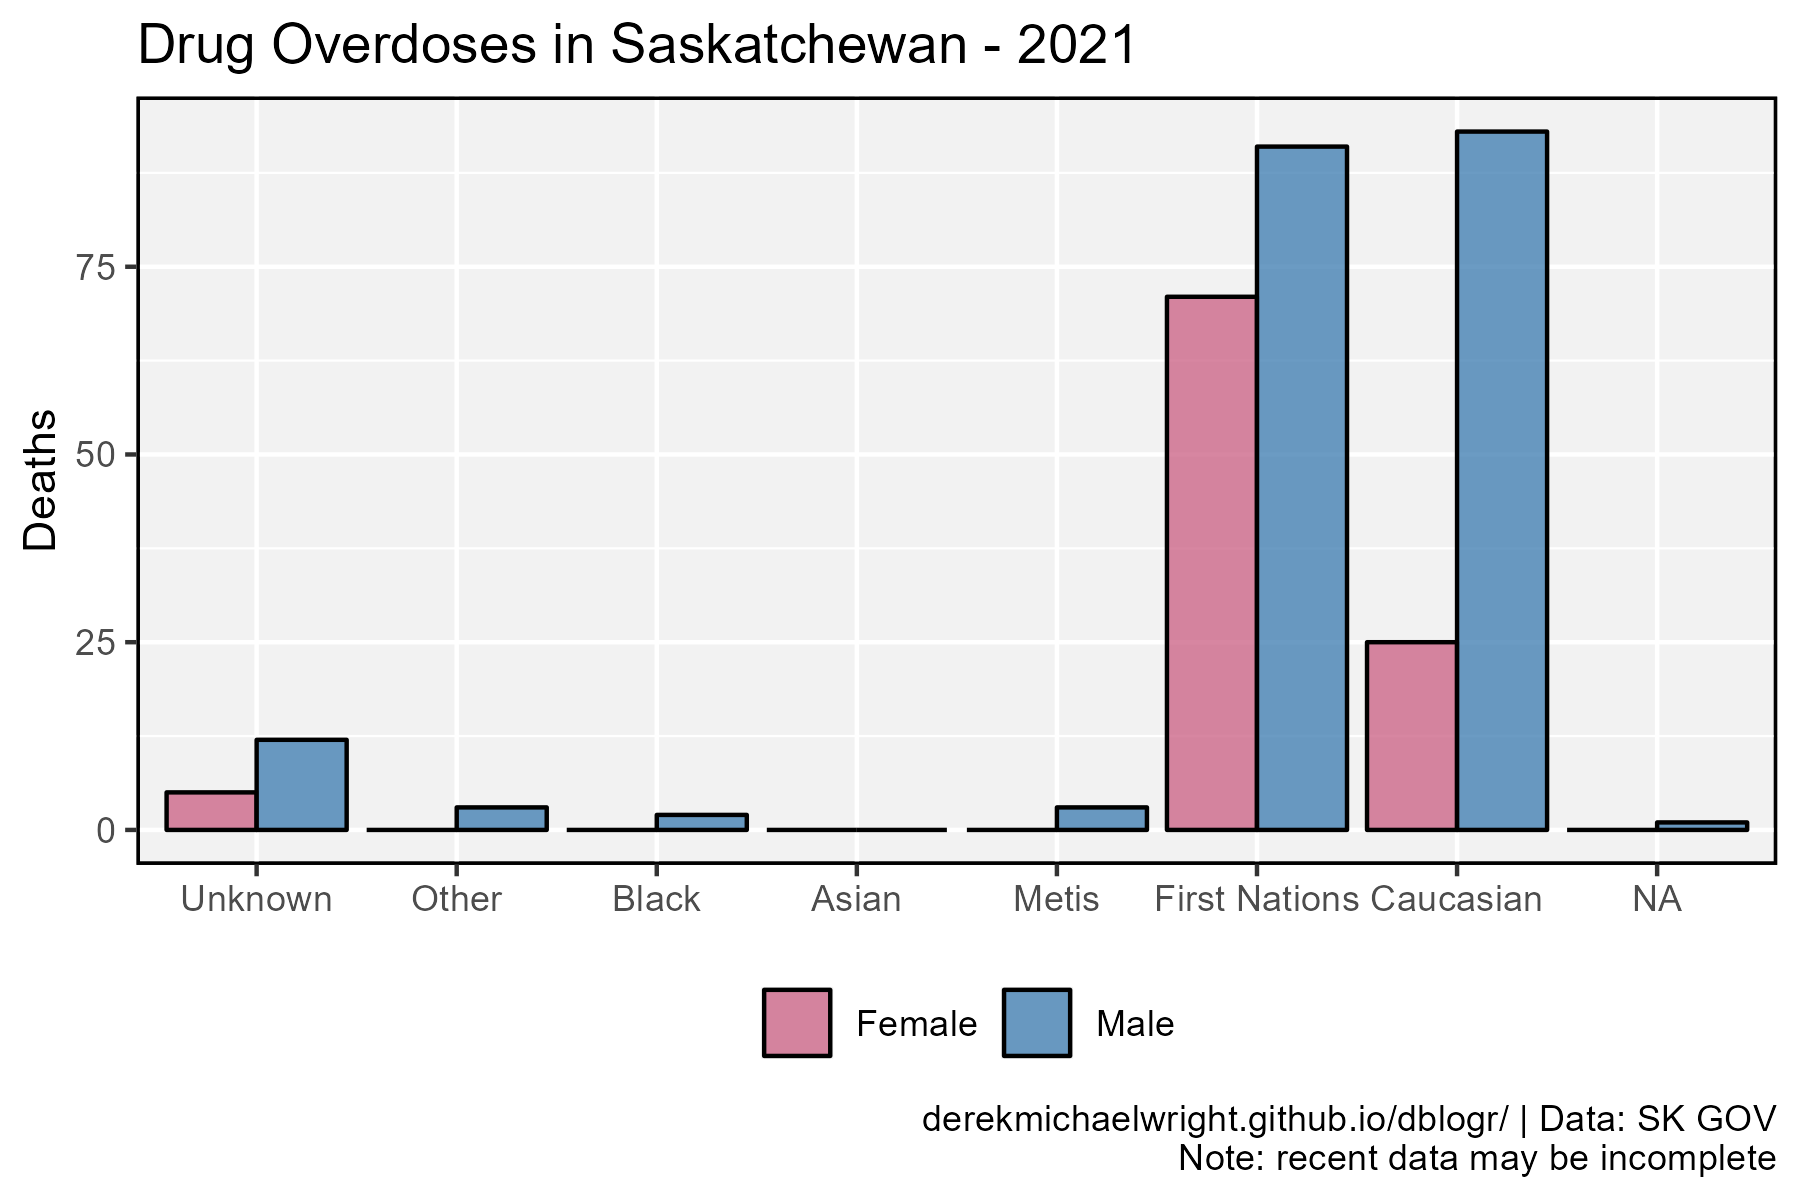 Drug Overdoses in Saskatchewan - 2021
Deaths
75
50
25
0
Unknown Other Black Asian Metis First Nations Caucasian NA
Female Male
derekmichaelwright.github.io/dblogr/ | Data: SK GOV
Note: recent data may be incomplete